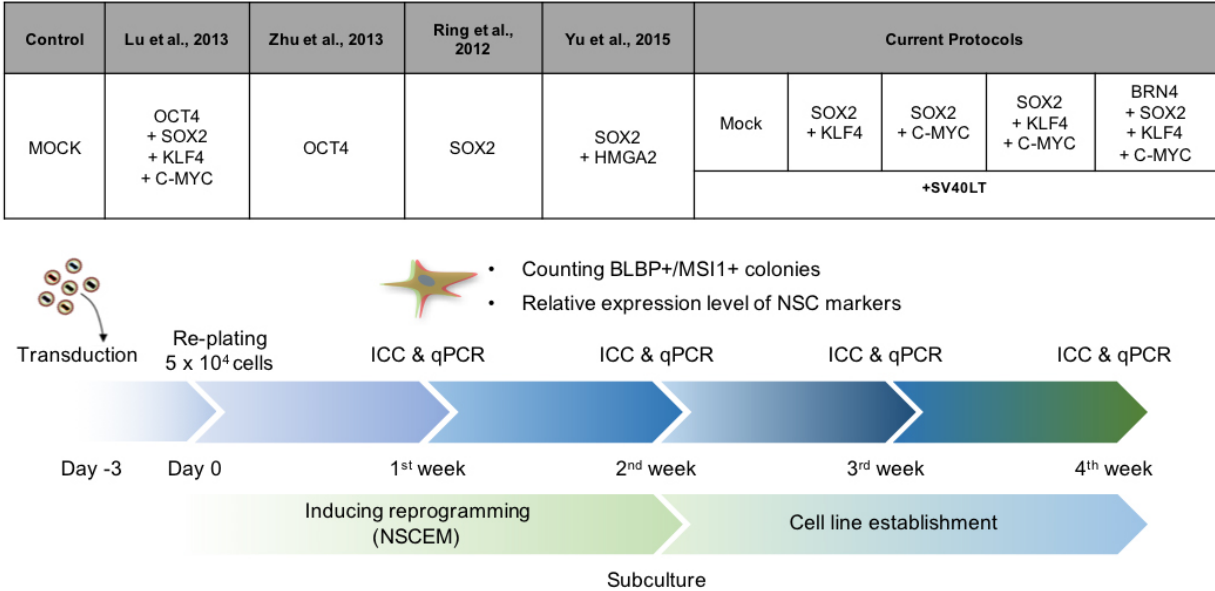 Control
Lu et al., 2013
Zhu et al., 2013
Ring et al.,
2012
Yu et al., 2015
Current Protocols
MOCK
OCT4
+ SOX2
+ KLF4
+ C-MYC
OCT4
SOX2
SOX2
+ HMGA2
Mock
SOX2
+ KLF4
SOX2
+ C-MYC
SOX2
+ KLF4
+ C-MYC
BRN4
+ SOX2
+ KLF4
+ C-MYC
+SV40LT
• Counting BLBP+/MSI1+ colonies
• Relative expression level of NSC markers
Transduction
Re-plating
5 x 10⁴ cells
ICC & qPCR
ICC & qPCR
ICC & qPCR
ICC & qPCR
Day -3
Day 0
1ˢᵗ week
2ⁿᵈ week
3ʳᵈ week
4ᵗʰ week
Inducing reprogramming
(NSCEM)
Cell line establishment
Subculture